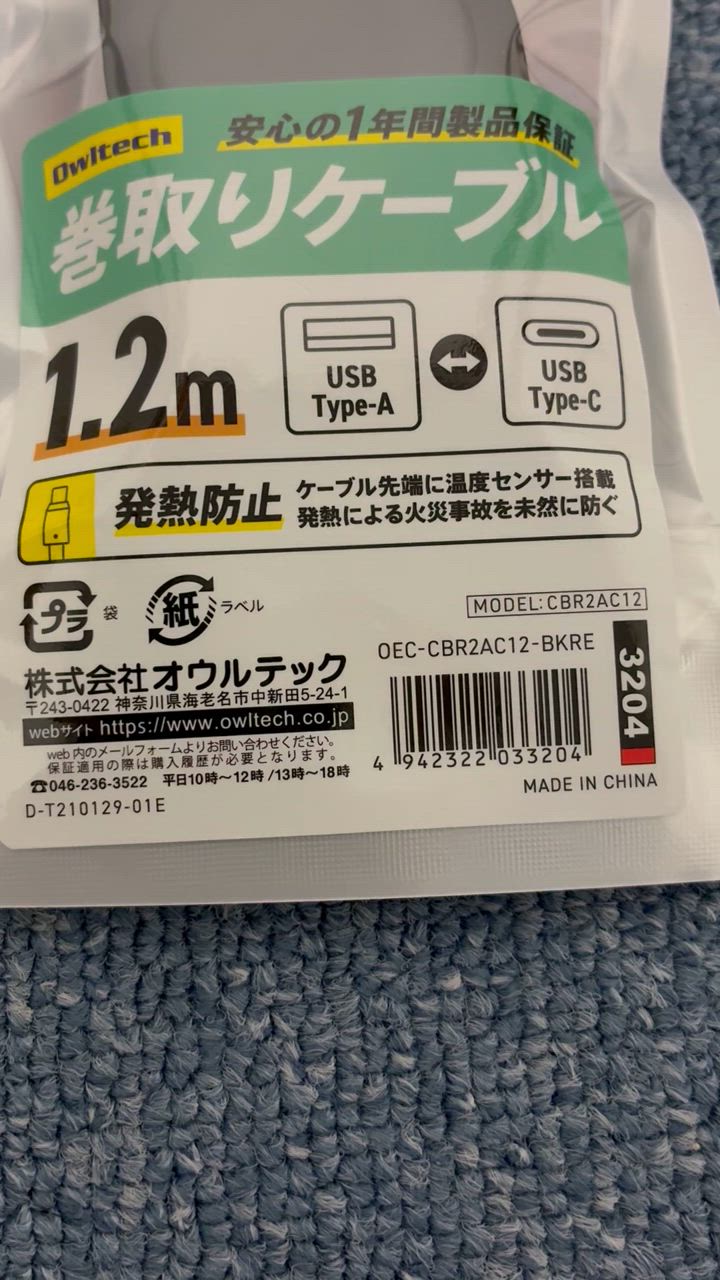 Owltech
安心の1年間製品保証
巻取りケーブル
1.2m
USB
Type-A
USB
Type-C
発熱防止
ケーブル先端に温度センサー搭載
発熱による火災事故を未然に防ぐ
プラ
袋
紙
ラベル
MODEL:CBR2AC12
OEC-CBR2AC12-BKRE
3204
株式会社オウルテック
〒243-0422 神奈川県海老名市中新田5-24-1
webサイト https://www.owltech.co.jp
web 内のメールフォームよりお問い合わせください。
保証適用の際は購入履歴が必要となります。
☎046-236-3522 平日10時～12時/13時～18時
D-T210129-01E
4 942322 033204
MADE IN CHINA